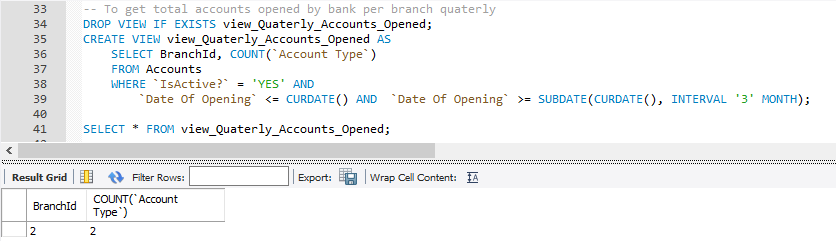 33 -- To get total accounts opened by bank per branch quaterly
34 DROP VIEW IF EXISTS view_Quaterly_Accounts_Opened;
35 CREATE VIEW view_Quaterly_Accounts_Opened AS
36 SELECT BranchId, COUNT(`Account Type`)
37 FROM Accounts
38 WHERE `IsActive?` = 'YES' AND
39 `Date Of Opening` <= CURDATE() AND `Date Of Opening` >= SUBDATE(CURDATE(), INTERVAL '3' MONTH);
40
41 SELECT * FROM view_Quaterly_Accounts_Opened;
Result Grid Filter Rows: Export: Wrap Cell Content:
BranchId COUNT(`Account
Type`)
2 2